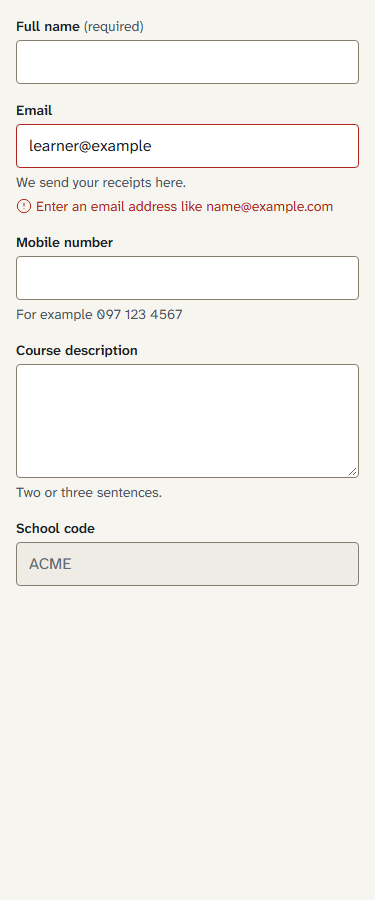 Full name (required)
Email
learner@example
We send your receipts here.
Enter an email address like name@example.com
Mobile number
For example 097 123 4567
Course description
Two or three sentences.
School code
ACME